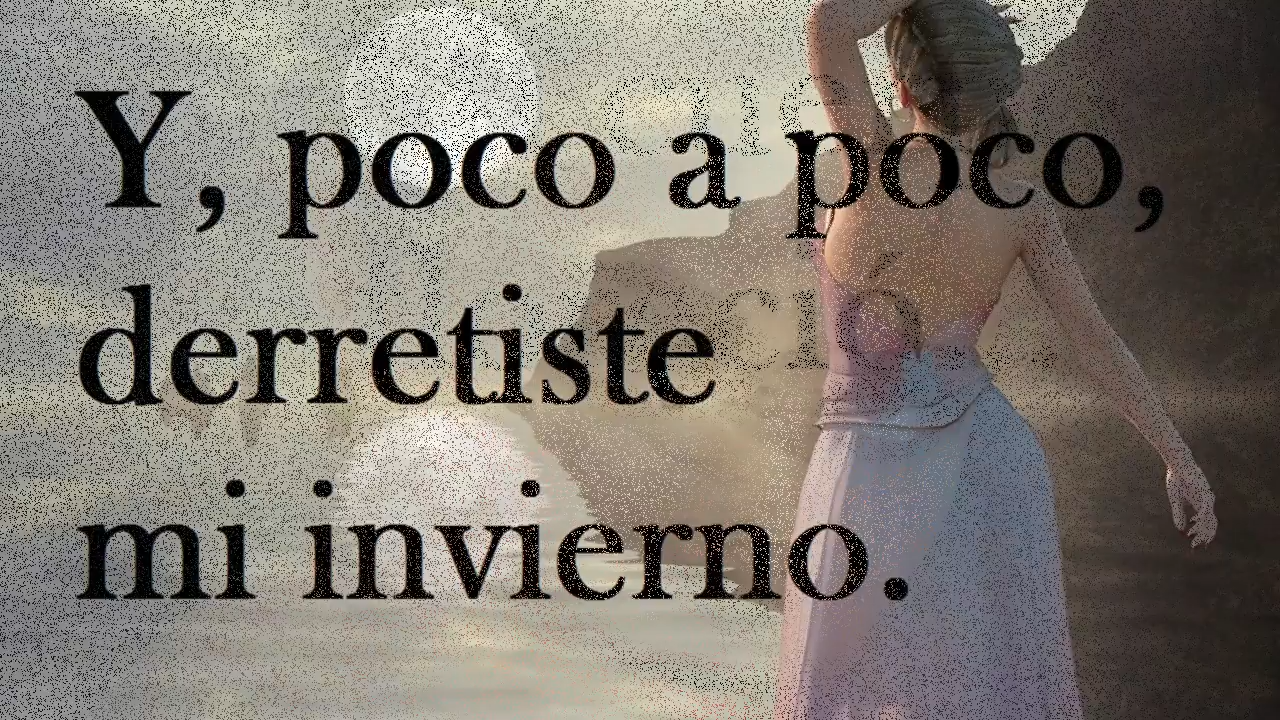 Y, poco a poco,
derretiste
mi invierno.